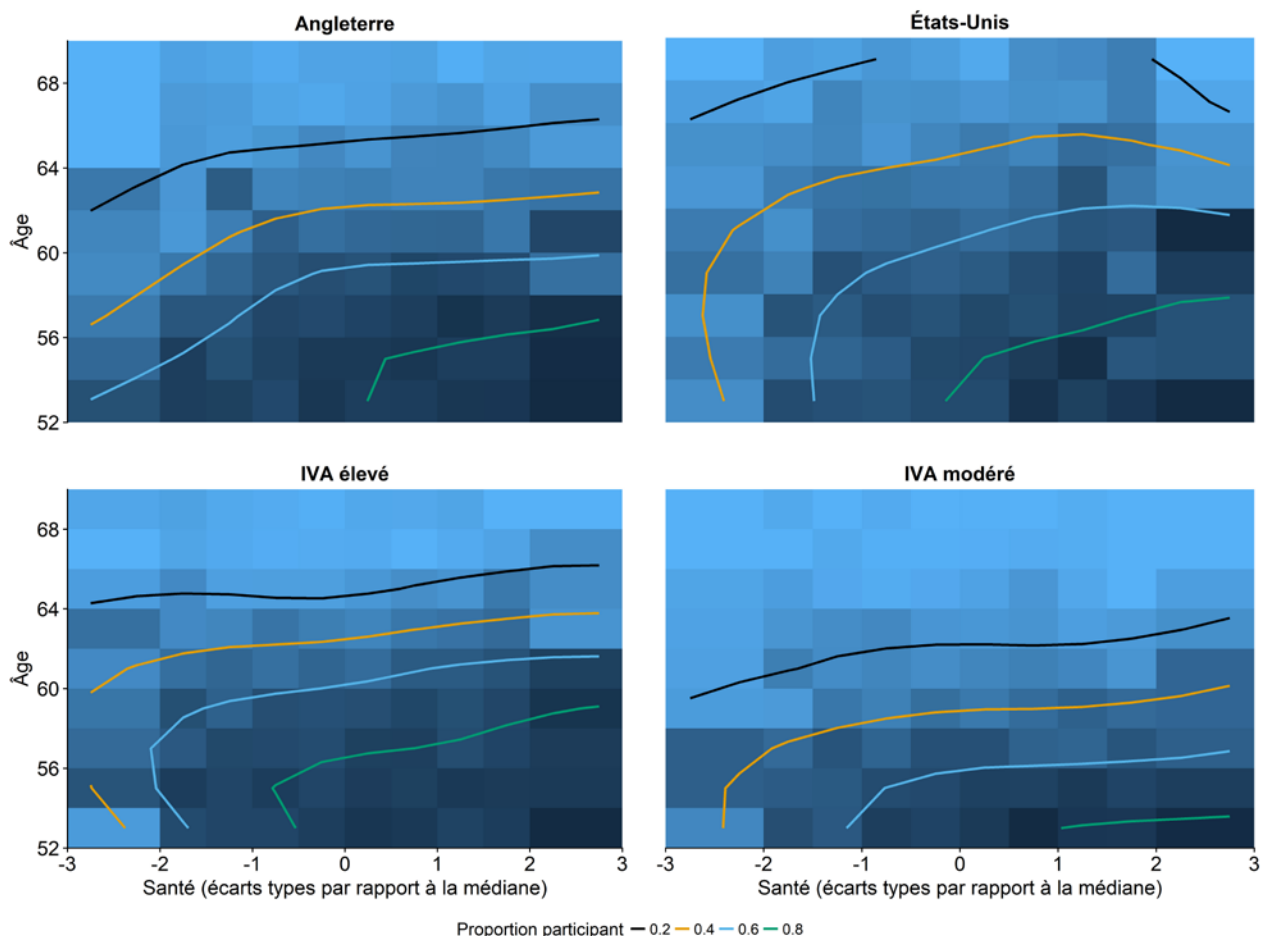 Angleterre
États-Unis
Âge
68
64
60
56
52
IVA élevé
IVA modéré
Âge
68
64
60
56
52
-3 -2 -1 0 1 2 3
-3 -2 -1 0 1 2 3
Santé (écarts types par rapport à la médiane)
Santé (écarts types par rapport à la médiane)
Proportion participant 0.2 0.4 0.6 0.8